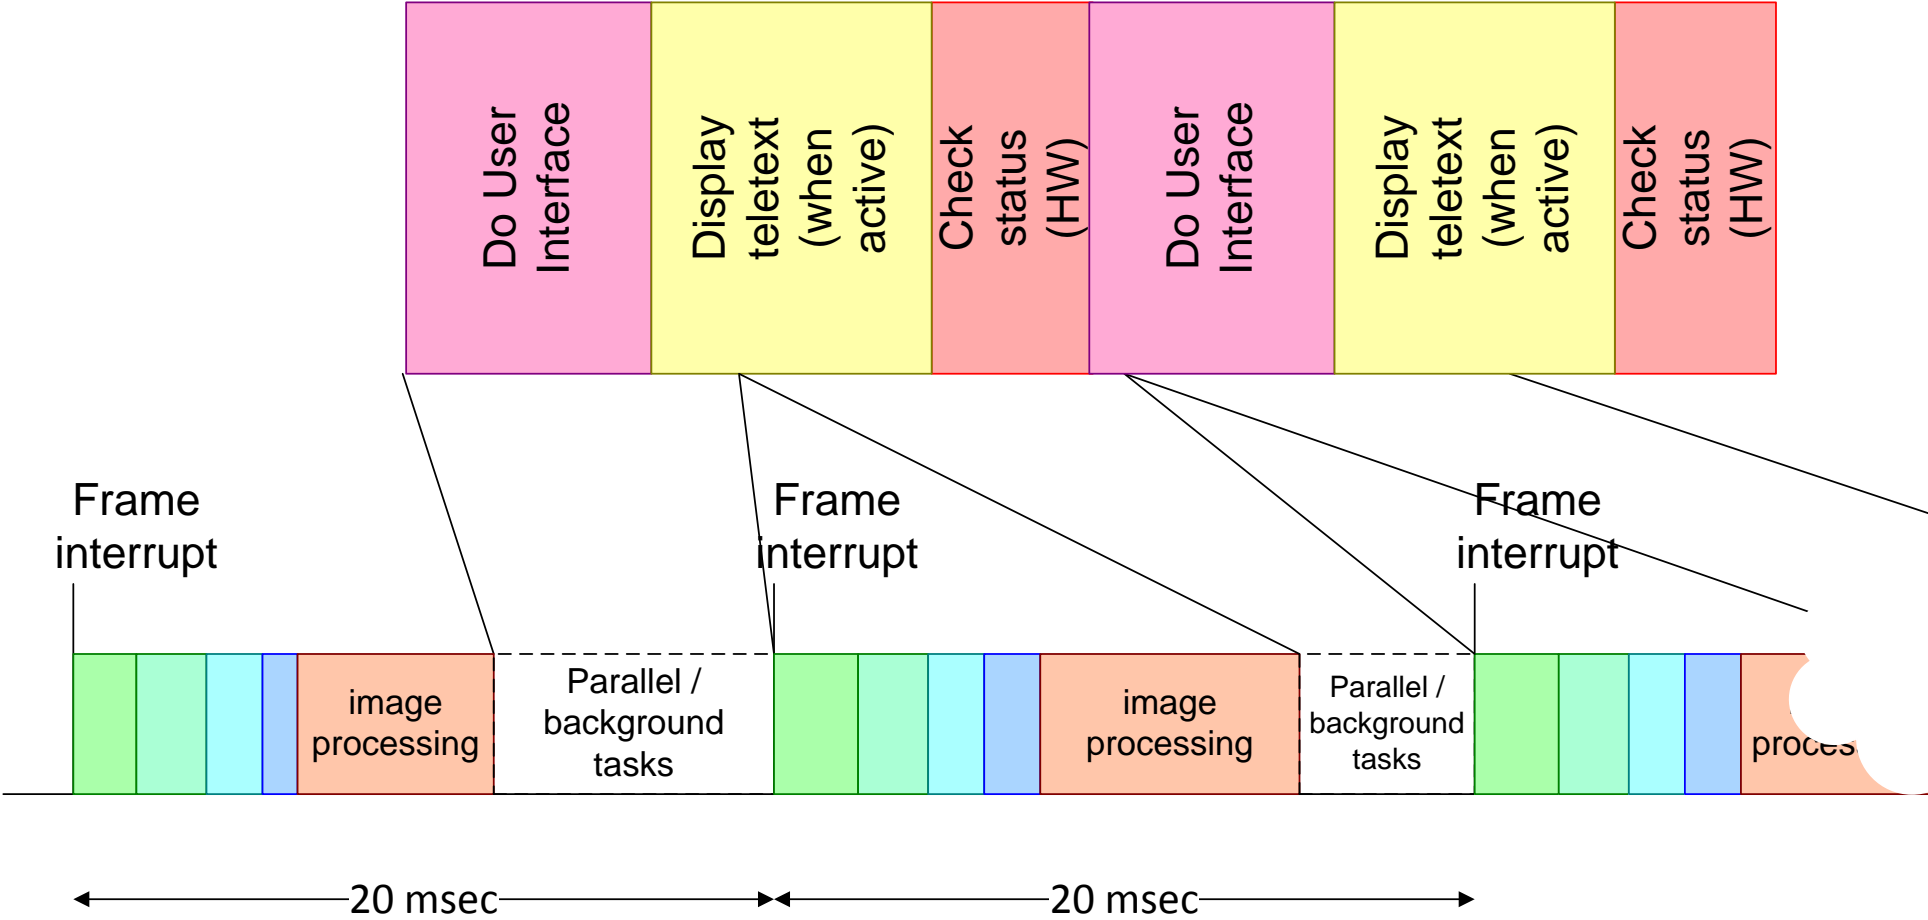 Do User
Interface
Display
teletext
(when
active)
Check
status
(HW)
Do User
Interface
Display
teletext
(when
active)
Check
status
(HW)
Frame
interrupt
Frame
interrupt
Frame
interrupt
image
processing
Parallel /
background
tasks
image
processing
Parallel /
background
tasks
20 msec
20 msec